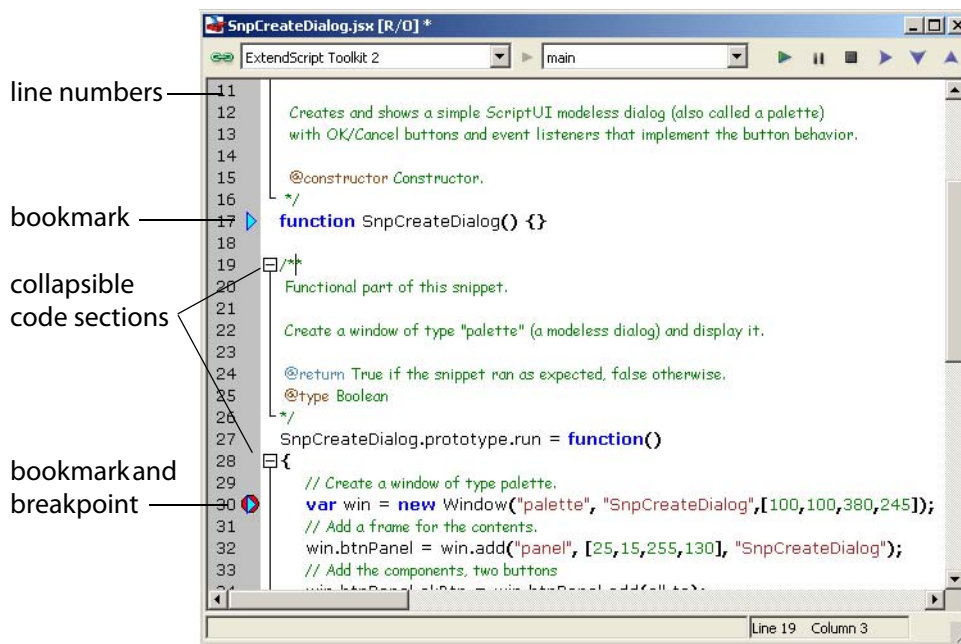 SnpCreateDialog.jsx [R/O] *
ExtendScript Toolkit 2 main
line numbers
11
12 Creates and shows a simple ScriptUI modeless dialog (also called a palette)
13 with OK/Cancel buttons and event listeners that implement the button behavior.
14
15 @constructor Constructor.
16 */
bookmark
17 function SnpCreateDialog() {}
18
19 /**
collapsible
code sections
20 Functional part of this snippet.
21
22 Create a window of type "palette" (a modeless dialog) and display it.
23
24 @return True if the snippet ran as expected, false otherwise.
25 @type Boolean
26 */
27 SnpCreateDialog.prototype.run = function()
28 {
bookmark and
breakpoint
29 // Create a window of type palette.
30 var win = new Window("palette", "SnpCreateDialog",[100,100,380,245]);
31 // Add a frame for the contents.
32 win.btnPanel = win.add("panel", [25,15,255,130], "SnpCreateDialog");
33 // Add the components, two buttons
Line 19 Column 3